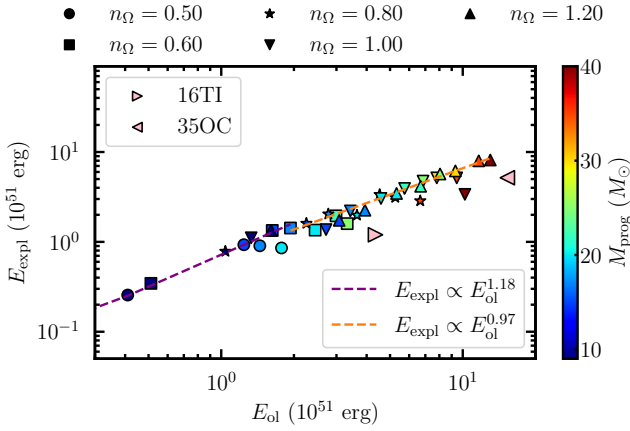 n_Ω = 0.50
n_Ω = 0.80
n_Ω = 1.20
n_Ω = 0.60
n_Ω = 1.00
16TI
35OC
E_expl ∝ E_ol^1.18
E_expl ∝ E_ol^0.97
10^2
10^1
10^0
10^−1
E_expl (10^51 erg)
10^0
10^1
E_ol (10^51 erg)
40
30
20
10
M_prog (M_⊙)